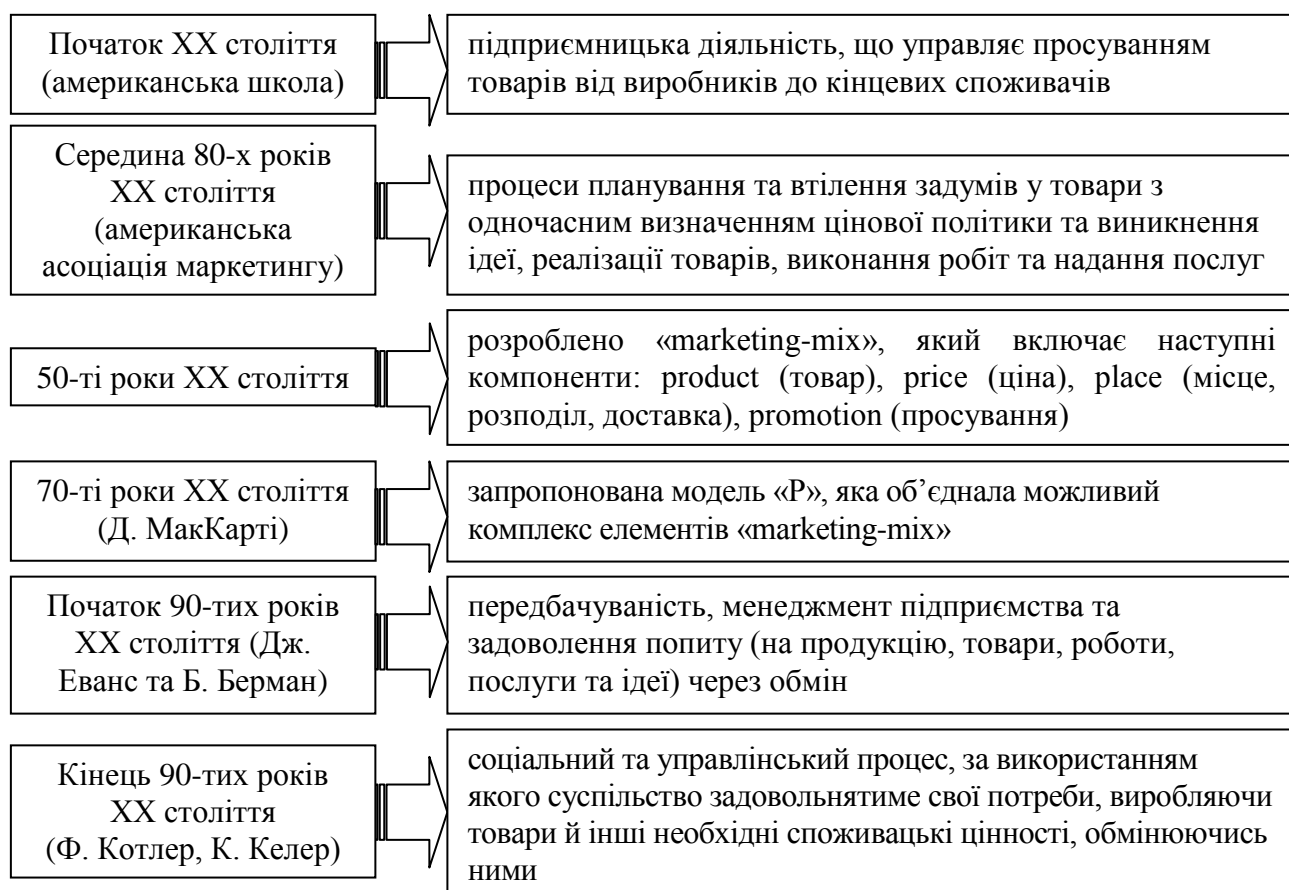 Початок ХХ століття
(американська школа)
підприємницька діяльність, що управляє просуванням
товарів від виробників до кінцевих споживачів
Середина 80-х років
ХХ століття
(американська
асоціація маркетингу)
процеси планування та втілення задумів у товари з
одночасним визначенням цінової політики та виникнення
ідеї, реалізації товарів, виконання робіт та надання послуг
50-ті роки ХХ століття
розроблено «marketing-mix», який включає наступні
компоненти: product (товар), price (ціна), place (місце,
розподіл, доставка), promotion (просування)
70-ті роки ХХ століття
(Д. МакКарті)
запропонована модель «Р», яка об’єднала можливий
комплекс елементів «marketing-mix»
Початок 90-тих років
ХХ століття (Дж.
Еванс та Б. Берман)
передбачуваність, менеджмент підприємства та
задоволення попиту (на продукцію, товари, роботи,
послуги та ідеї) через обмін
Кінець 90-тих років
ХХ століття
(Ф. Котлер, К. Келер)
соціальний та управлінський процес, за використанням
якого суспільство задовольнятиме свої потреби, виробляючи
товари й інші необхідні споживацькі цінності, обмінюючись
ними